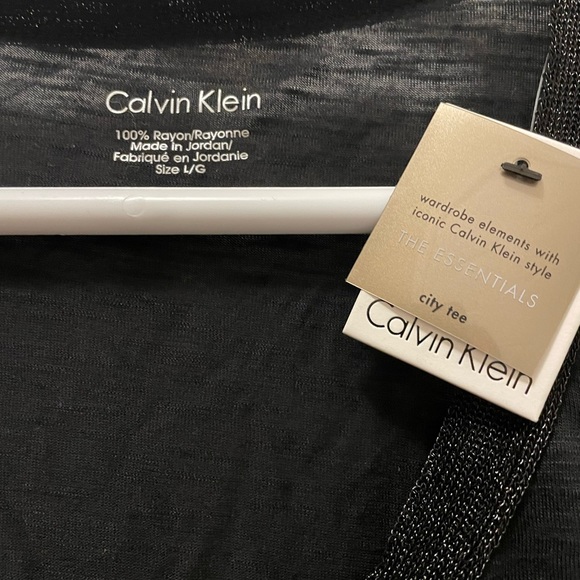 Calvin Klein
100% Rayon/Rayonne
Made in Jordan/
Fabriqué en Jordanie
Size L/G
wardrobe elements with
iconic Calvin Klein style
THE ESSENTIALS
city tee
Calvin Klein